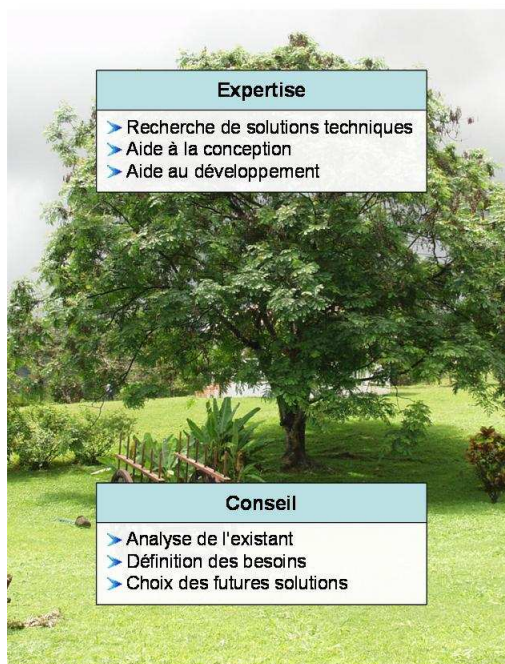 Expertise
Recherche de solutions techniques
Aide à la conception
Aide au développement
Conseil
Analyse de l'existant
Définition des besoins
Choix des futures solutions